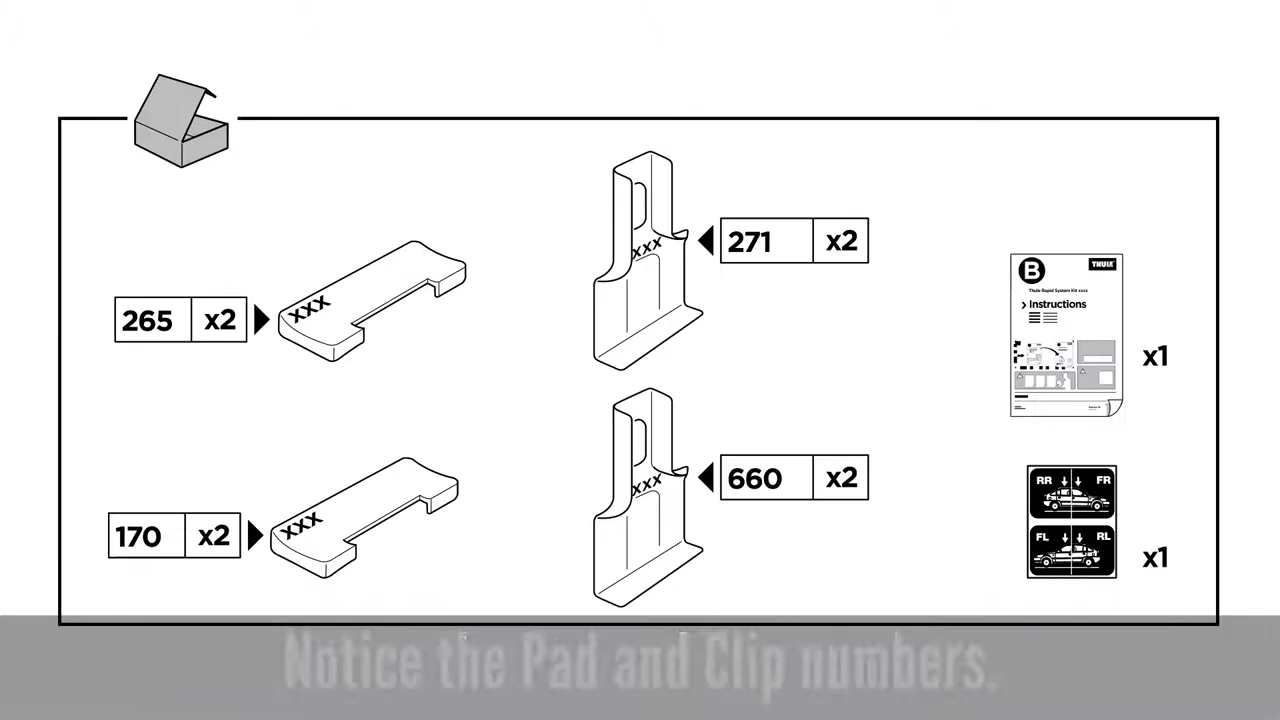 271 x2
XXX
265 x2
XXX
B THULE
Thule Rapid System Kit xxxx
Instructions
x1
660 x2
XXX
170 x2
XXX
RR FR
FL RL
x1
Notice the Pad and Clip numbers.